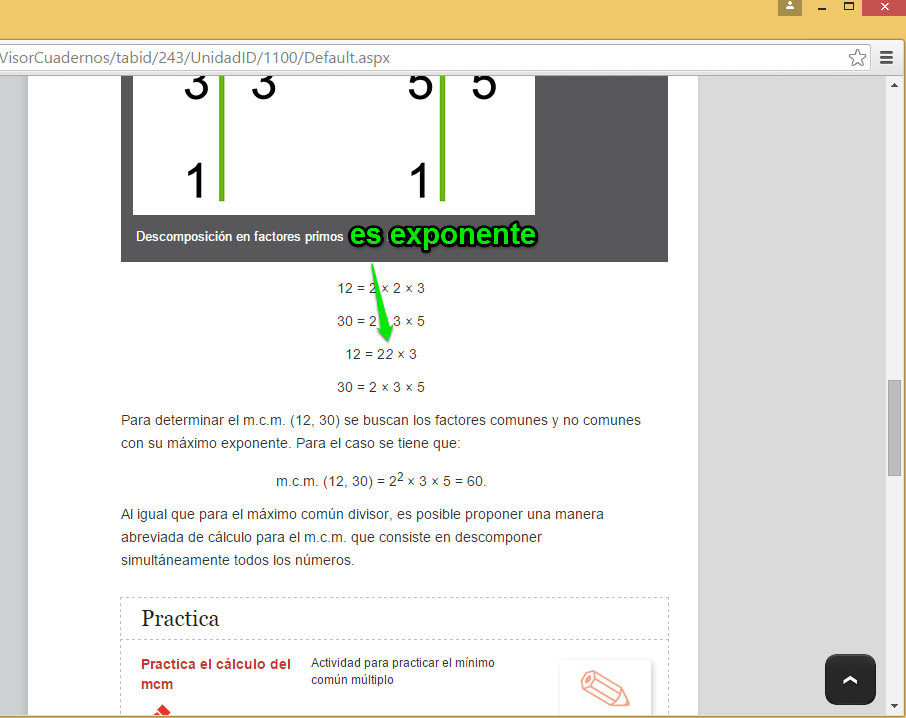 VisorCuadernos/tabid/243/UnidadID/1100/Default.aspx
3 3 5 5
1 1
Descomposición en factores primos es exponente
12 = 2 × 2 × 3
30 = 2 × 3 × 5
12 = 22 × 3
30 = 2 × 3 × 5
Para determinar el m.c.m. (12, 30) se buscan los factores comunes y no comunes
con su máximo exponente. Para el caso se tiene que:
m.c.m. (12, 30) = 2² × 3 × 5 = 60.
Al igual que para el máximo común divisor, es posible proponer una manera
abreviada de cálculo para el m.c.m. que consiste en descomponer
simultáneamente todos los números.
Practica
Practica el cálculo del
mcm
Actividad para practicar el mínimo
común múltiplo